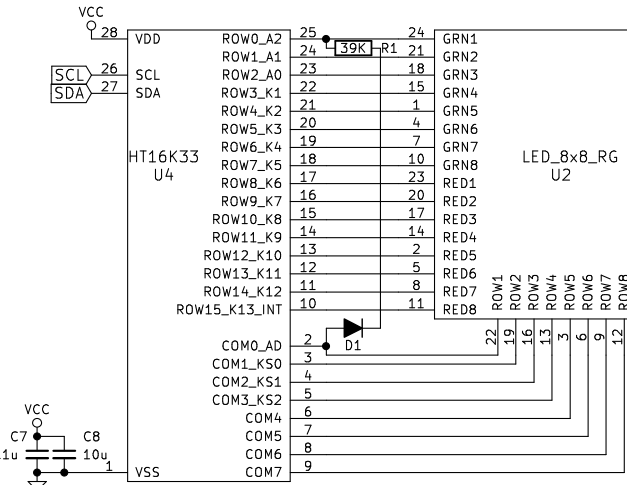 VCC
28 VDD ROW0_A2 25 24 GRN1
ROW1_A1 24 39K R1 21 GRN2
SCL 26 SCL ROW2_A0 23 18 GRN3
SDA 27 SDA ROW3_K1 22 15 GRN4
ROW4_K2 21 1 GRN5
ROW5_K3 20 4 GRN6
HT16K33 ROW6_K4 19 7 GRN7 LED_8x8_RG
U4 ROW7_K5 18 10 GRN8 U2
ROW8_K6 17 23 RED1
ROW9_K7 16 20 RED2
ROW10_K8 15 17 RED3
ROW11_K9 14 14 RED4
ROW12_K10 13 2 RED5
ROW13_K11 12 5 RED6
ROW14_K12 11 8 RED7
ROW15_K13_INT 10 11 RED8
ROW1 ROW2 ROW3 ROW4 ROW5 ROW6 ROW7 ROW8
22 19 16 13 3 6 9 12
COM0_AD 2 D1
COM1_KS0 3
COM2_KS1 4
COM3_KS2 5
COM4 6
COM5 7
COM6 8
COM7 9
VCC
C7 C8
10u
1 VSS